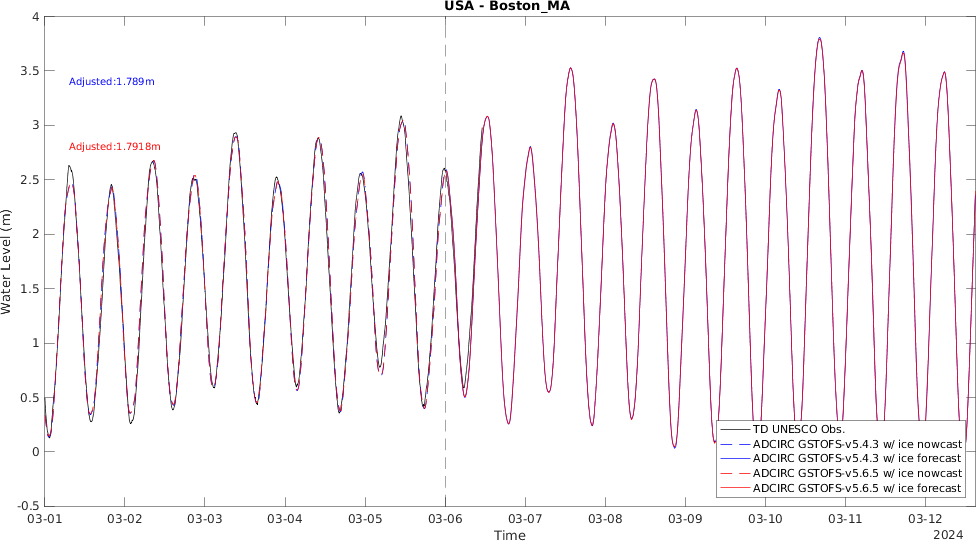 USA - Boston_MA
4
3.5
3
2.5
2
1.5
1
0.5
0
-0.5
Water Level (m)
Adjusted:1.789m
Adjusted:1.7918m
TD UNESCO Obs.
ADCIRC GSTOFS-v5.4.3 w/ ice nowcast
ADCIRC GSTOFS-v5.4.3 w/ ice forecast
ADCIRC GSTOFS-v5.6.5 w/ ice nowcast
ADCIRC GSTOFS-v5.6.5 w/ ice forecast
03-01 03-02 03-03 03-04 03-05 03-06 03-07 03-08 03-09 03-10 03-11 03-12
Time
2024